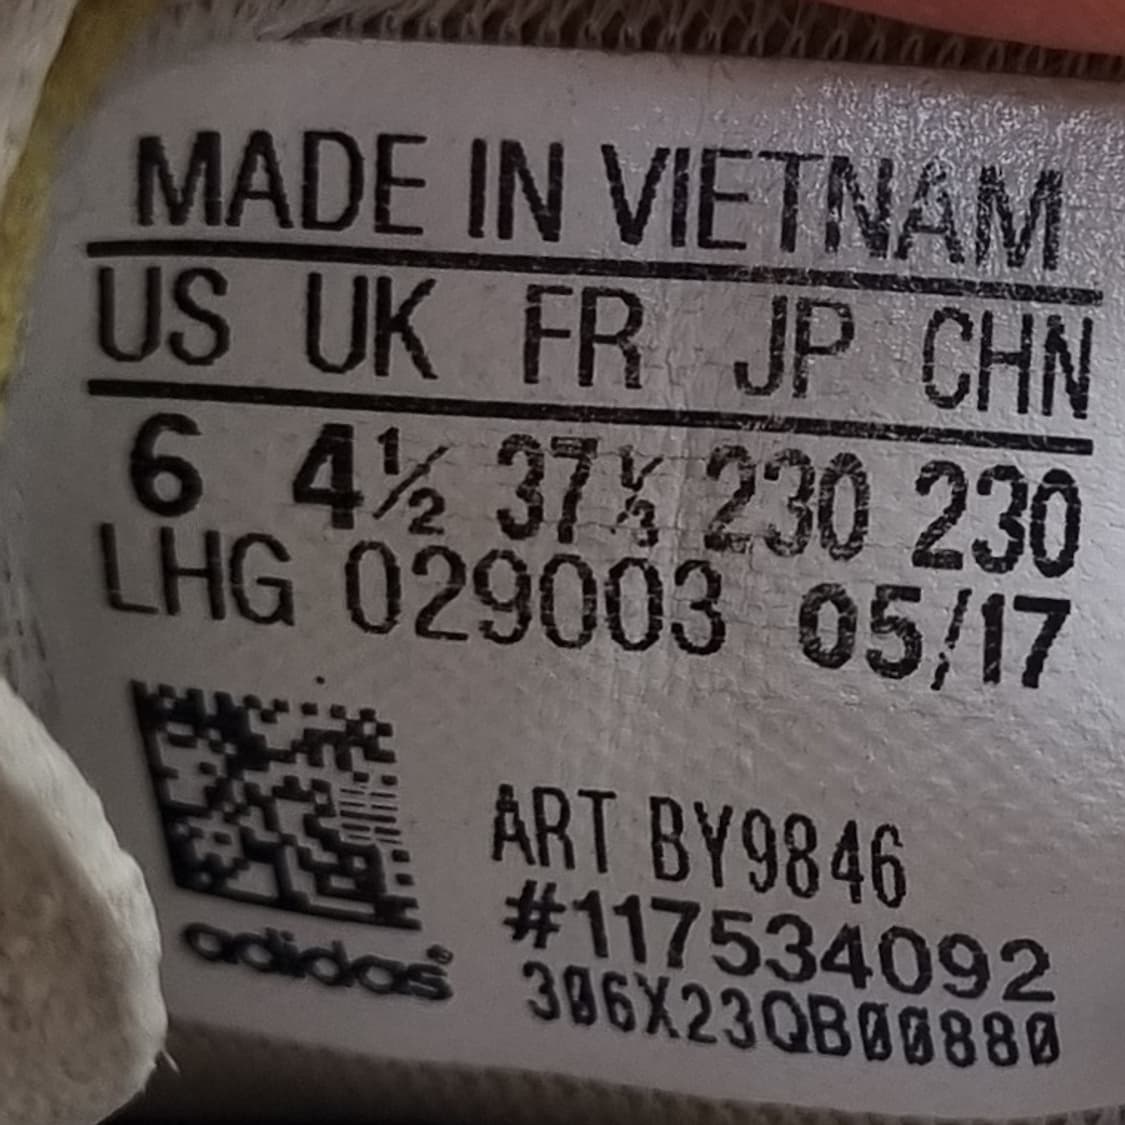 MADE IN VIETNAM
US UK FR JP CHN
6 4½ 37⅓ 230 230
LHG 029003 05/17
ART BY9846
#117534092
adidas®
306X23QB00880